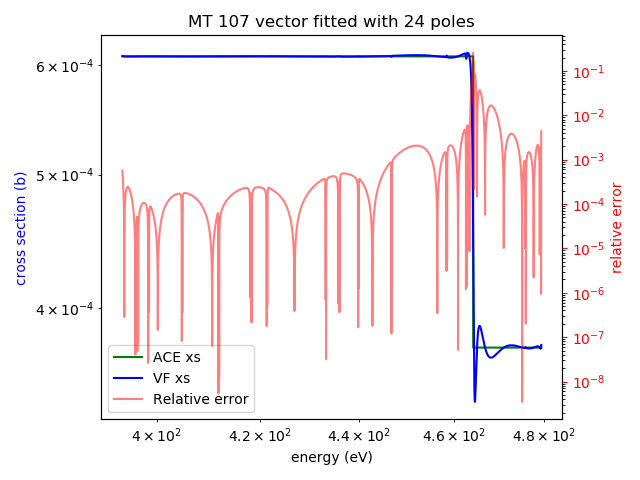 MT 107 vector fitted with 24 poles
6 × 10⁻⁴
5 × 10⁻⁴
4 × 10⁻⁴
cross section (b)
10⁻¹
10⁻²
10⁻³
10⁻⁴
10⁻⁵
10⁻⁶
10⁻⁷
10⁻⁸
relative error
ACE xs
VF xs
Relative error
4 × 10² 4.2 × 10² 4.4 × 10² 4.6 × 10² 4.8 × 10²
energy (eV)